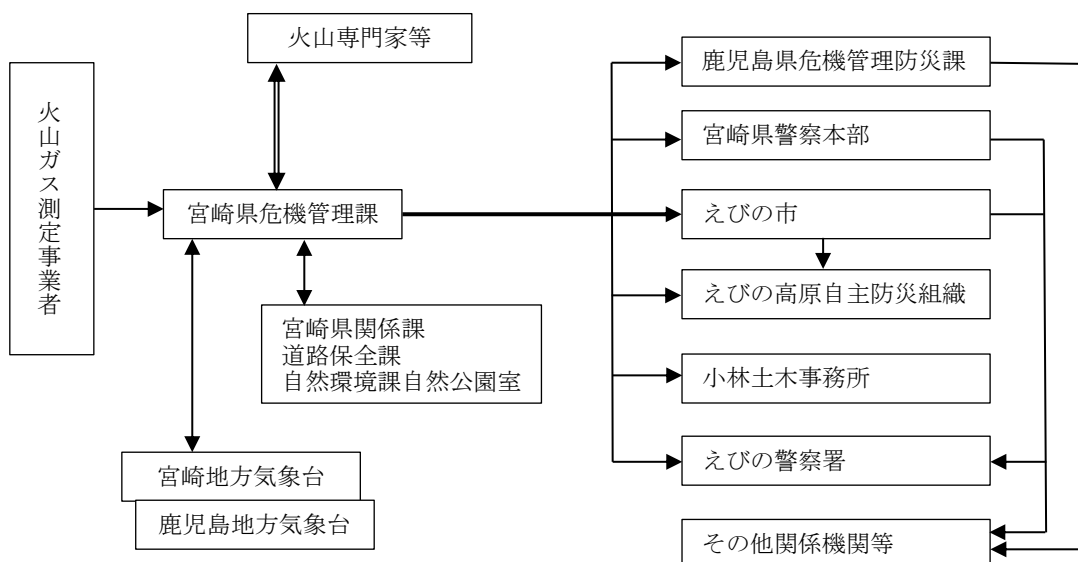 火山専門家等
火山ガス測定事業者
宮崎県危機管理課
宮崎県関係課
道路保全課
自然環境課自然公園室
宮崎地方気象台
鹿児島地方気象台
鹿児島県危機管理防災課
宮崎県警察本部
えびの市
えびの高原自主防災組織
小林土木事務所
えびの警察署
その他関係機関等